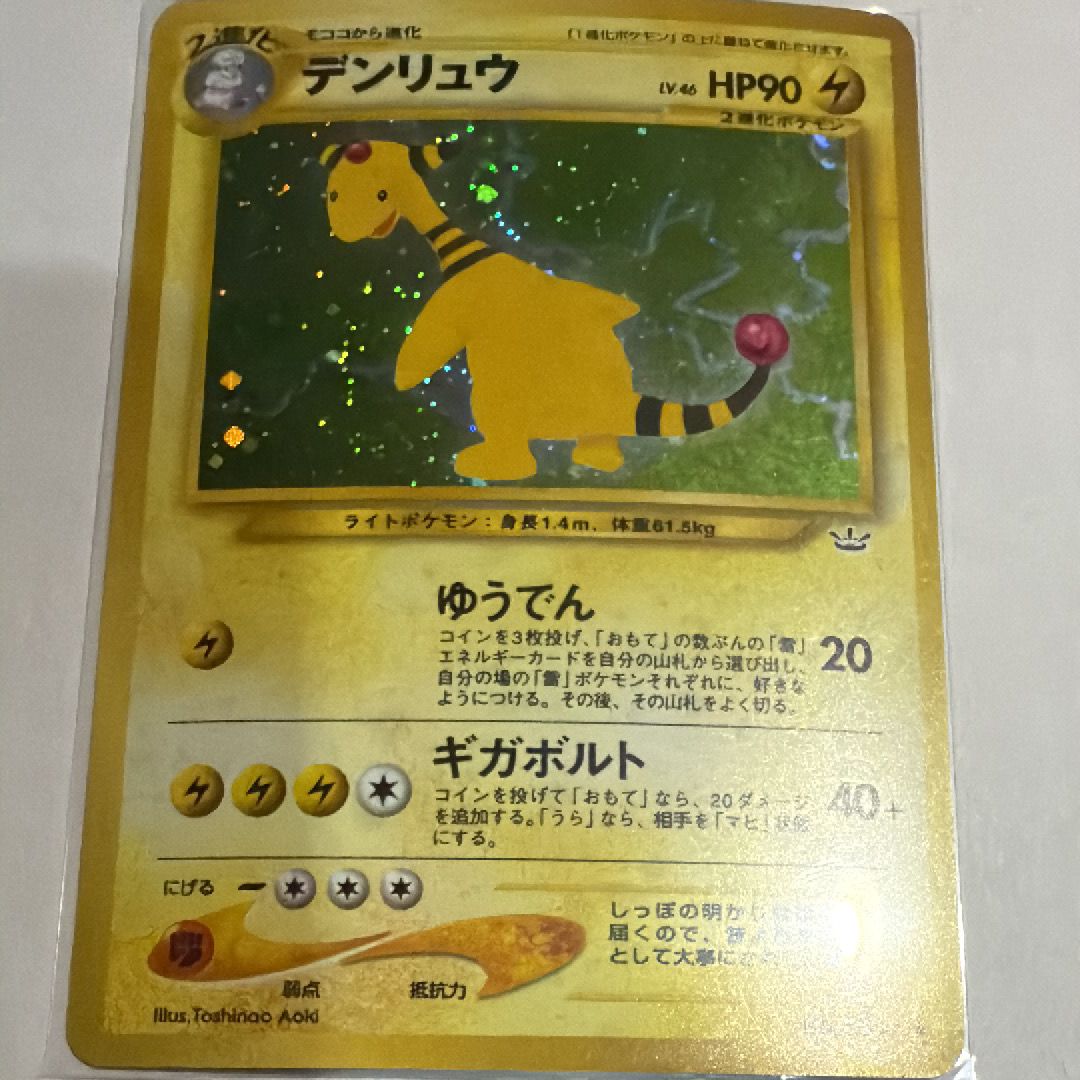 2進化
モココから進化
「1進化ポケモン」の上に重ねて進化させます。
デンリュウ
LV.46 HP90
2進化ポケモン
ライトポケモン:身長1.4m、体重61.5kg
ゆうでん
コインを3枚投げ、「おもて」の数ぶんの「雷」
エネルギーカードを自分の山札から選び出し、
自分の場の「雷」ポケモンそれぞれに、好きな
ようにつける。その後、その山札をよく切る。
20
ギガボルト
コインを投げて「おもて」なら、20ダメージ
を追加する。「うら」なら、相手を「マヒ」状態
にする。
40+
にげる
しっぽの明か
届くので、
として大事に
弱点
抵抗力
Illus.Toshinao Aoki